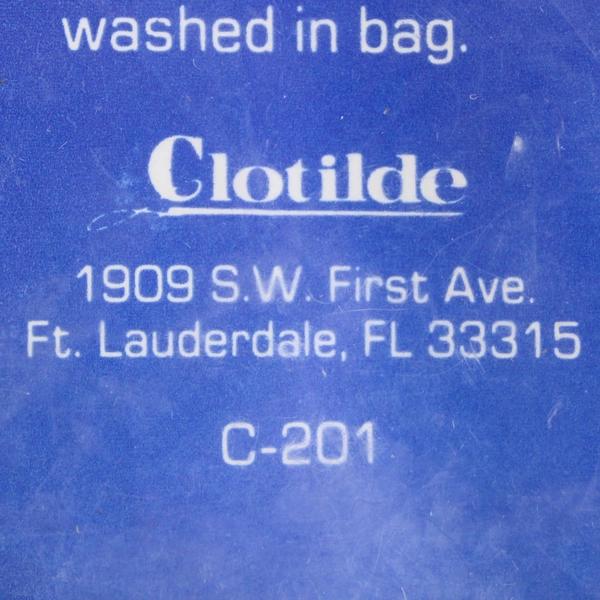 washed in bag.
Clotilde
1909 S.W. First Ave.
Ft. Lauderdale, FL 33315
C-201